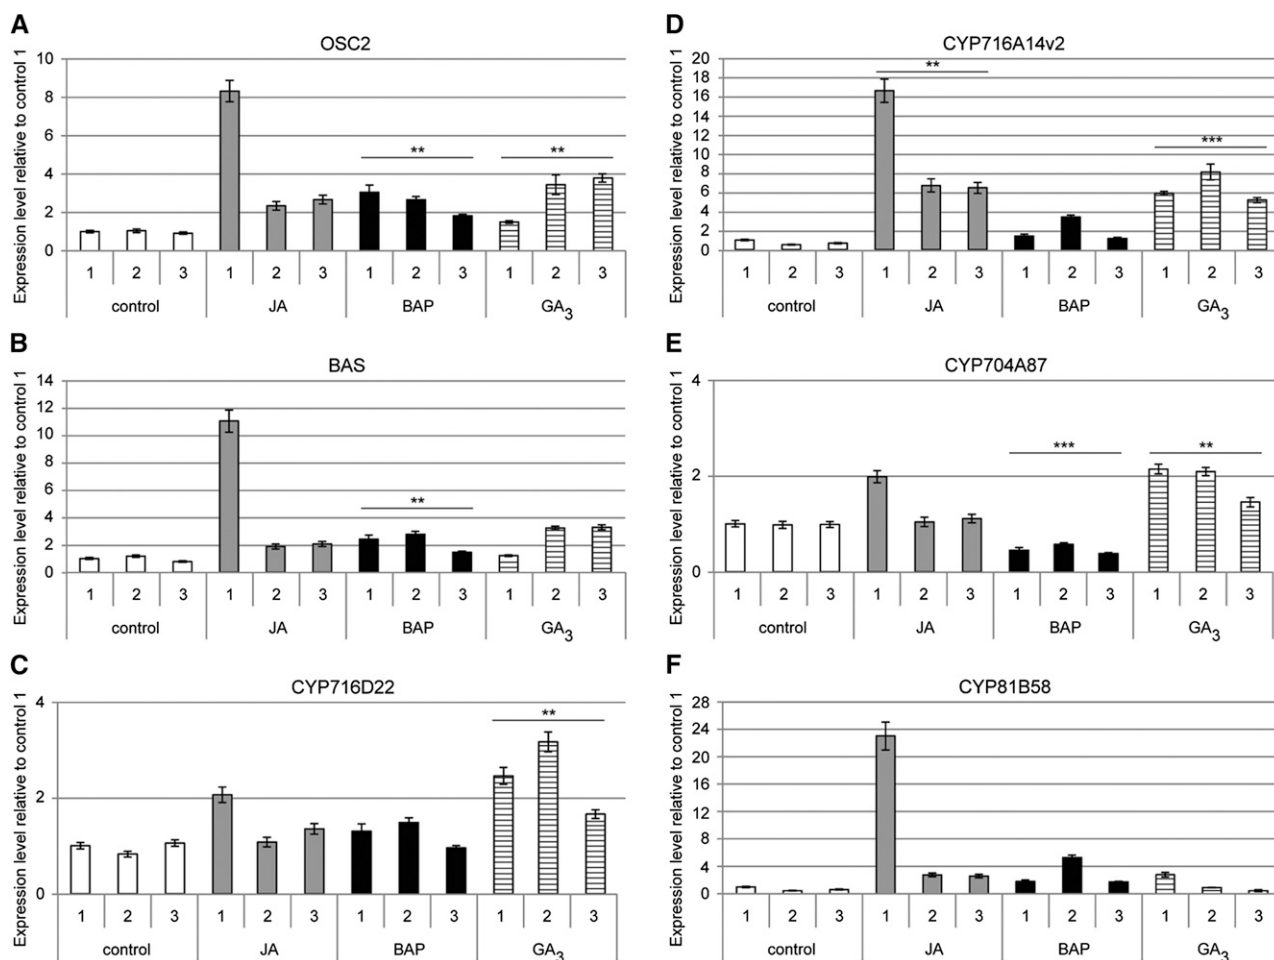 A
OSC2
Expression level relative to control 1
10
8
6
4
2
0
** **
1 2 3 1 2 3 1 2 3 1 2 3
control JA BAP GA3
B
BAS
Expression level relative to control 1
14
12
10
8
6
4
2
0
**
1 2 3 1 2 3 1 2 3 1 2 3
control JA BAP GA3
C
CYP716D22
Expression level relative to control 1
4
2
0
**
1 2 3 1 2 3 1 2 3 1 2 3
control JA BAP GA3
D
CYP716A14v2
Expression level relative to control 1
20
18
16
14
12
10
8
6
4
2
0
** ***
1 2 3 1 2 3 1 2 3 1 2 3
control JA BAP GA3
E
CYP704A87
Expression level relative to control 1
4
2
0
*** **
1 2 3 1 2 3 1 2 3 1 2 3
control JA BAP GA3
F
CYP81B58
Expression level relative to control 1
28
24
20
16
12
8
4
0
1 2 3 1 2 3 1 2 3 1 2 3
control JA BAP GA3